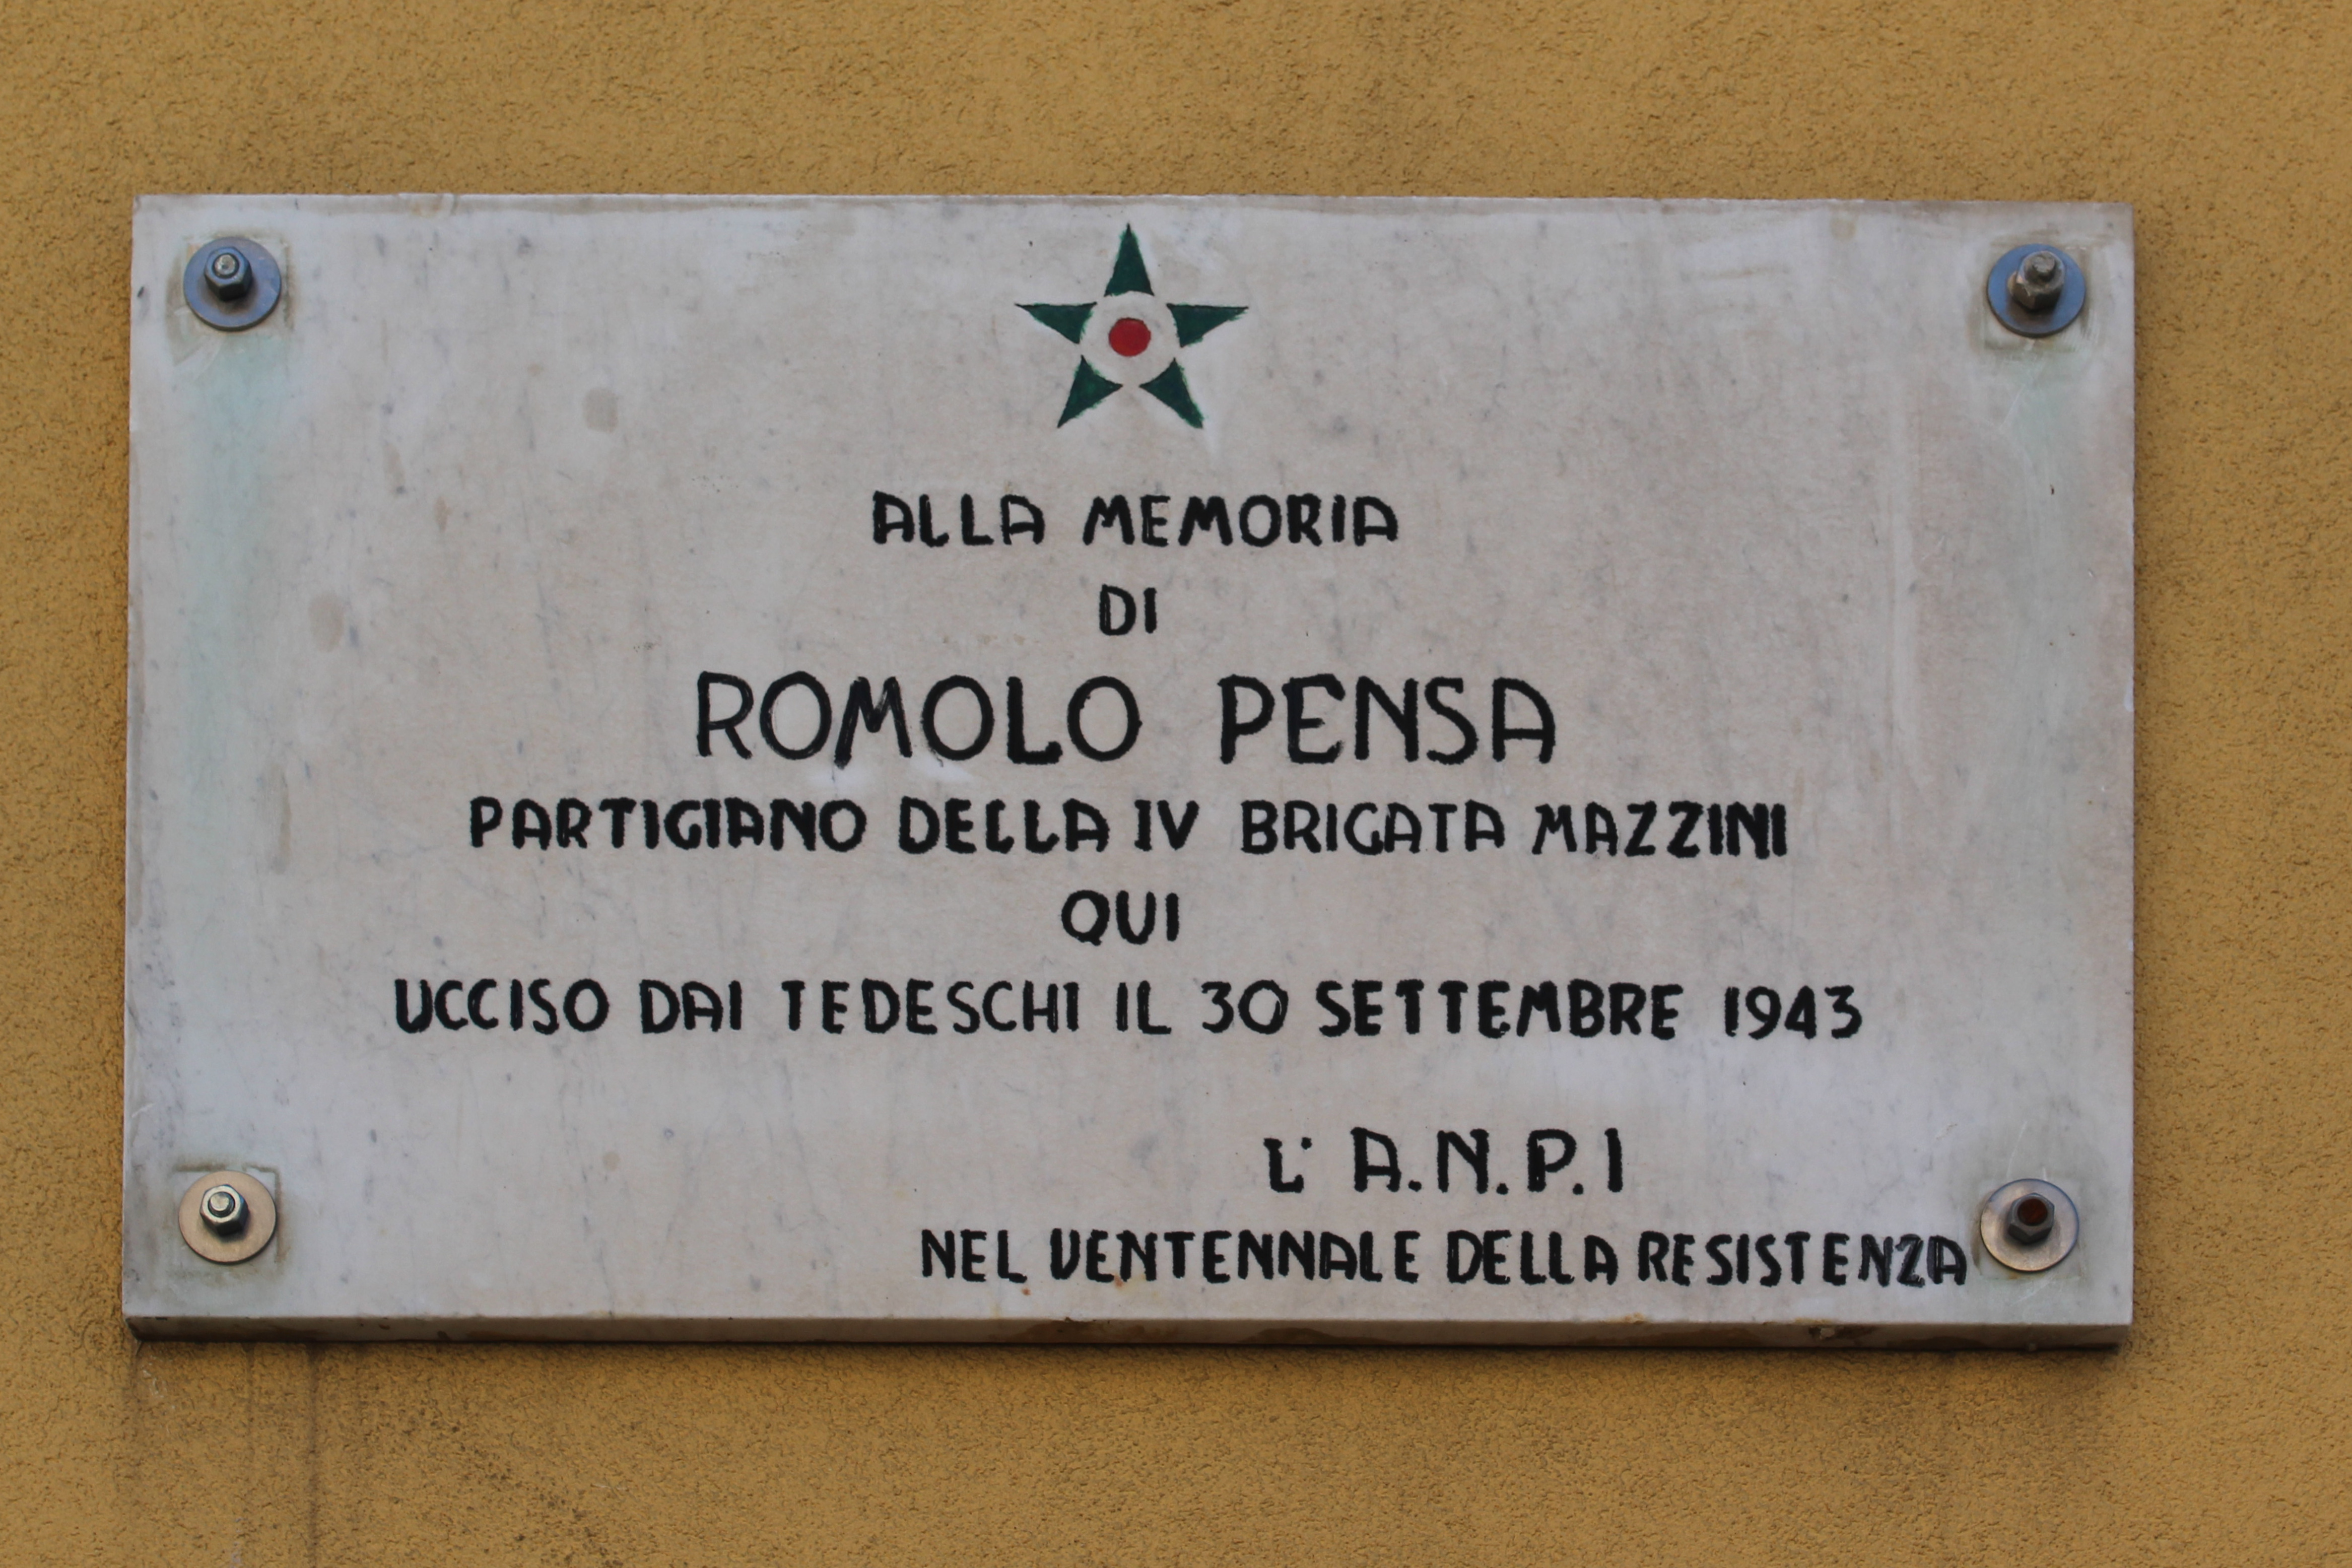 ALLA MEMORIA
DI
ROMOLO PENSA
PARTIGIANO DELLA IV BRIGATA MAZZINI
QUI
UCCISO DAI TEDESCHI IL 30 SETTEMBRE 1943
L' A.N.P.I
NEL VENTENNALE DELLA RESISTENZA